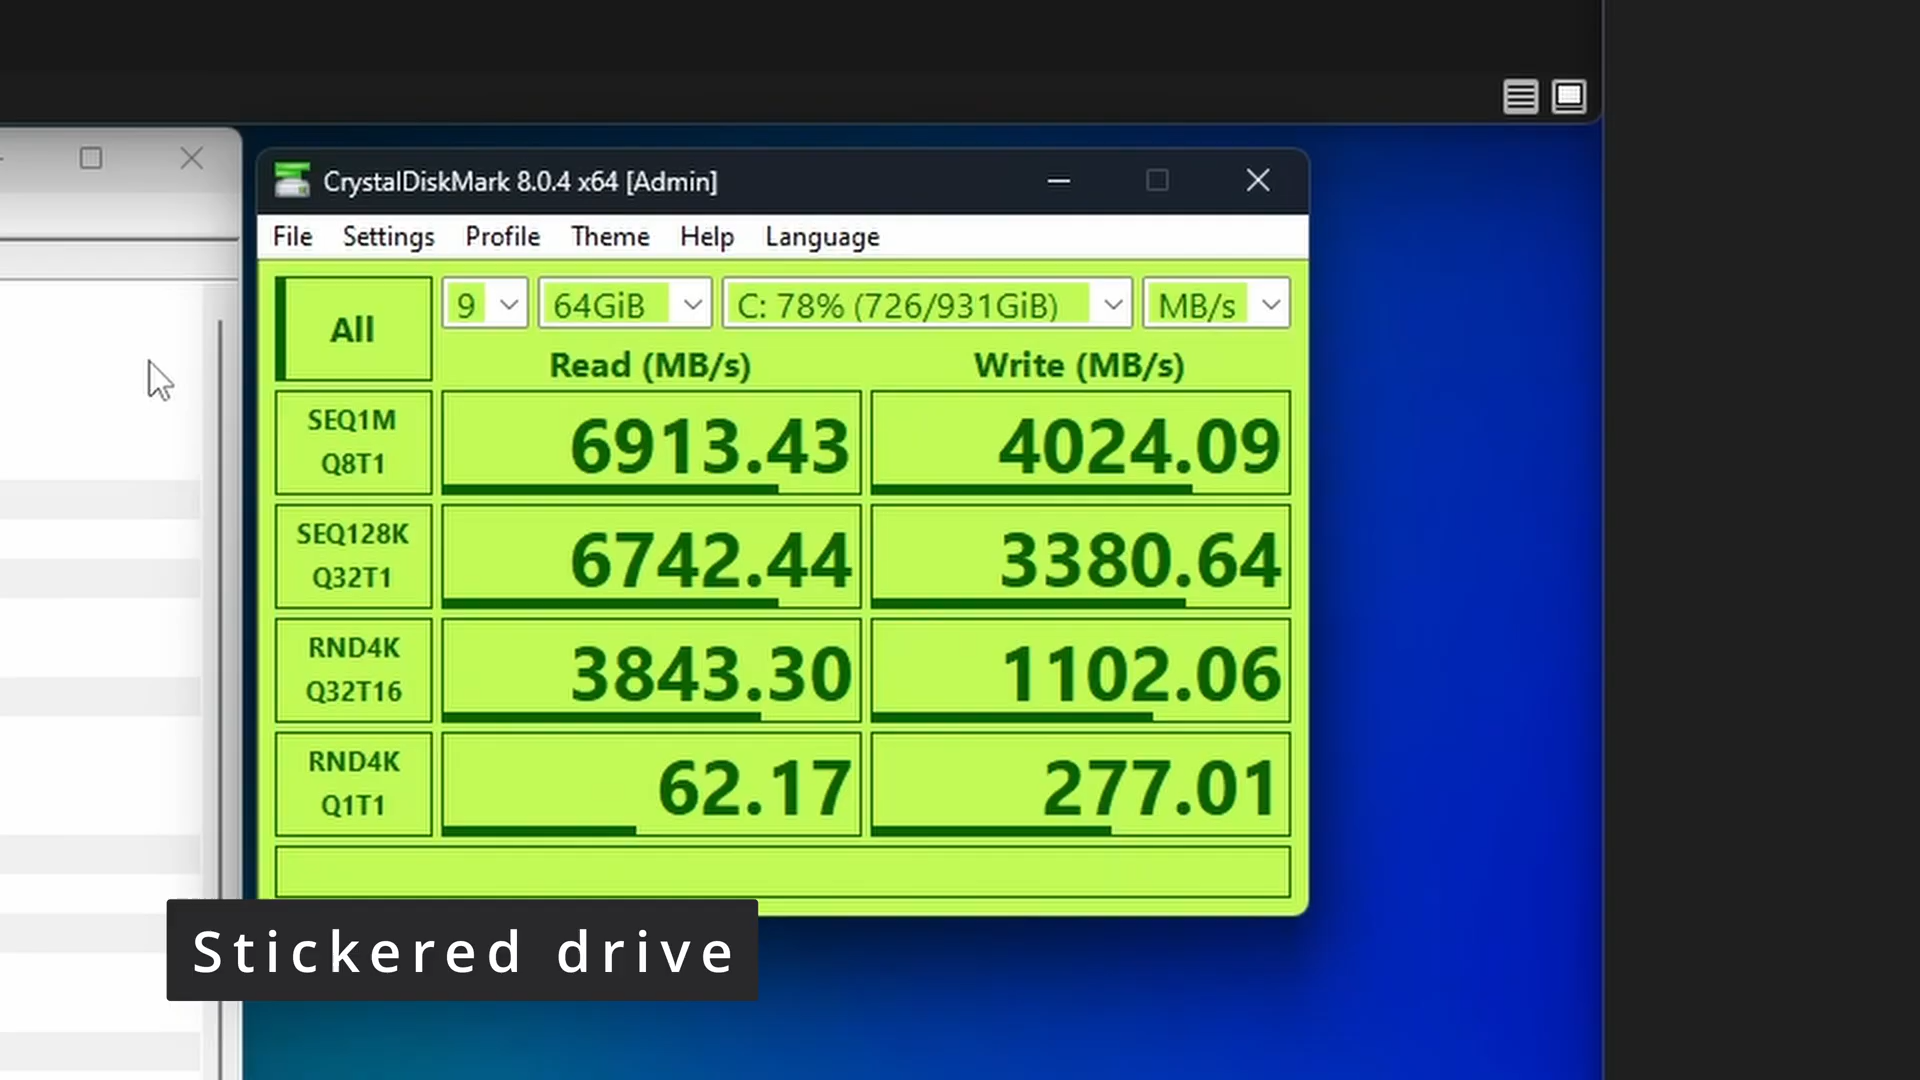 CrystalDiskMark 8.0.4 x64 [Admin]
File Settings Profile Theme Help Language
All
9 64GiB C: 78% (726/931GiB) MB/s
Read (MB/s) Write (MB/s)
SEQ1M
Q8T1
6913.43 4024.09
SEQ128K
Q32T1
6742.44 3380.64
RND4K
Q32T16
3843.30 1102.06
RND4K
Q1T1
62.17 277.01
Stickered drive